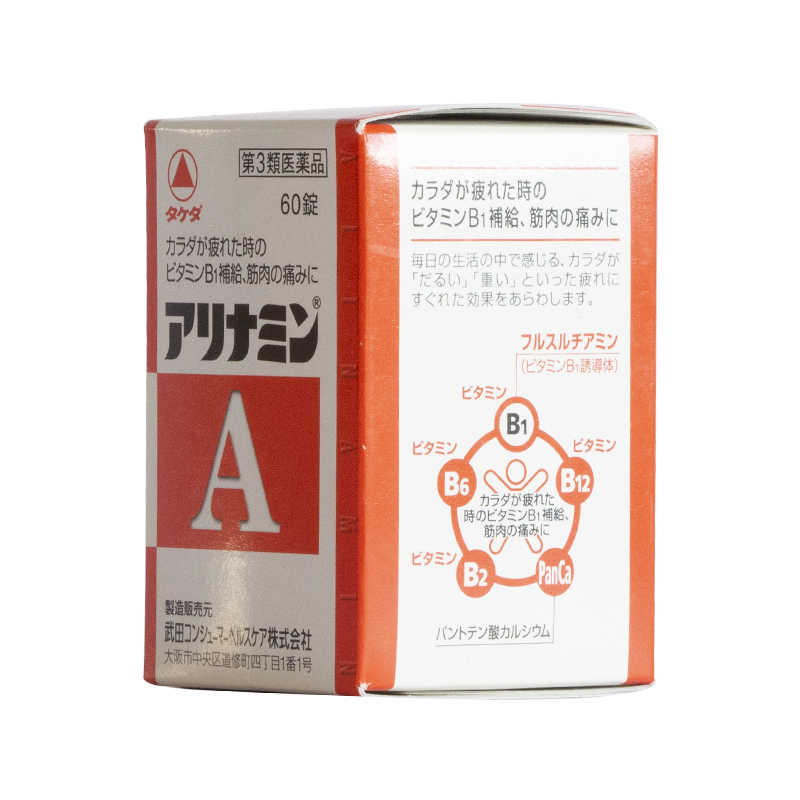 タケダ
第3類医薬品
60錠
カラダが疲れた時の
ビタミンB1補給、筋肉の痛みに
アリナミン®
A
製造販売元
武田コンシューマーヘルスケア株式会社
大阪市中央区道修町四丁目1番1号
ALINAMIN
カラダが疲れた時の
ビタミンB1補給、筋肉の痛みに
毎日の生活の中で感じる、カラダが
「だるい」「重い」といった疲れに
すぐれた効果をあらわします。
フルスルチアミン
(ビタミンB1誘導体)
ビタミン
B1
ビタミン
B6
ビタミン
B12
カラダが疲れた
時のビタミンB1補給、
筋肉の痛みに
ビタミン
B2
PanCa
パントテン酸カルシウム